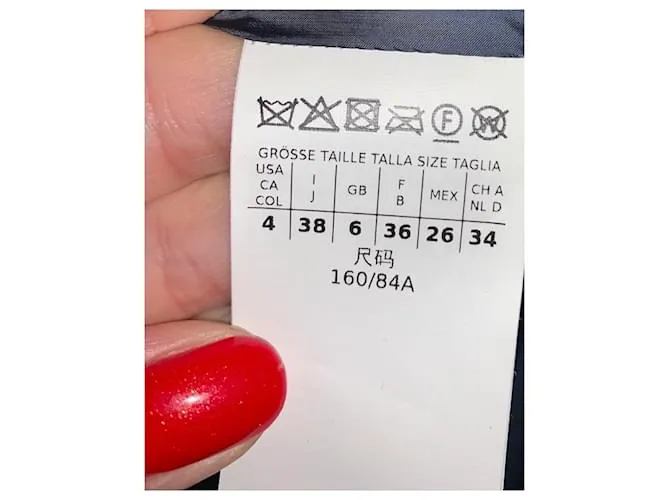 F W
GRÖSSE TAILLE TALLA SIZE TAGLIA
USA CA COL | I J | GB | F B | MEX | CH A NL D
4 | 38 | 6 | 36 | 26 | 34
尺码
160/84A